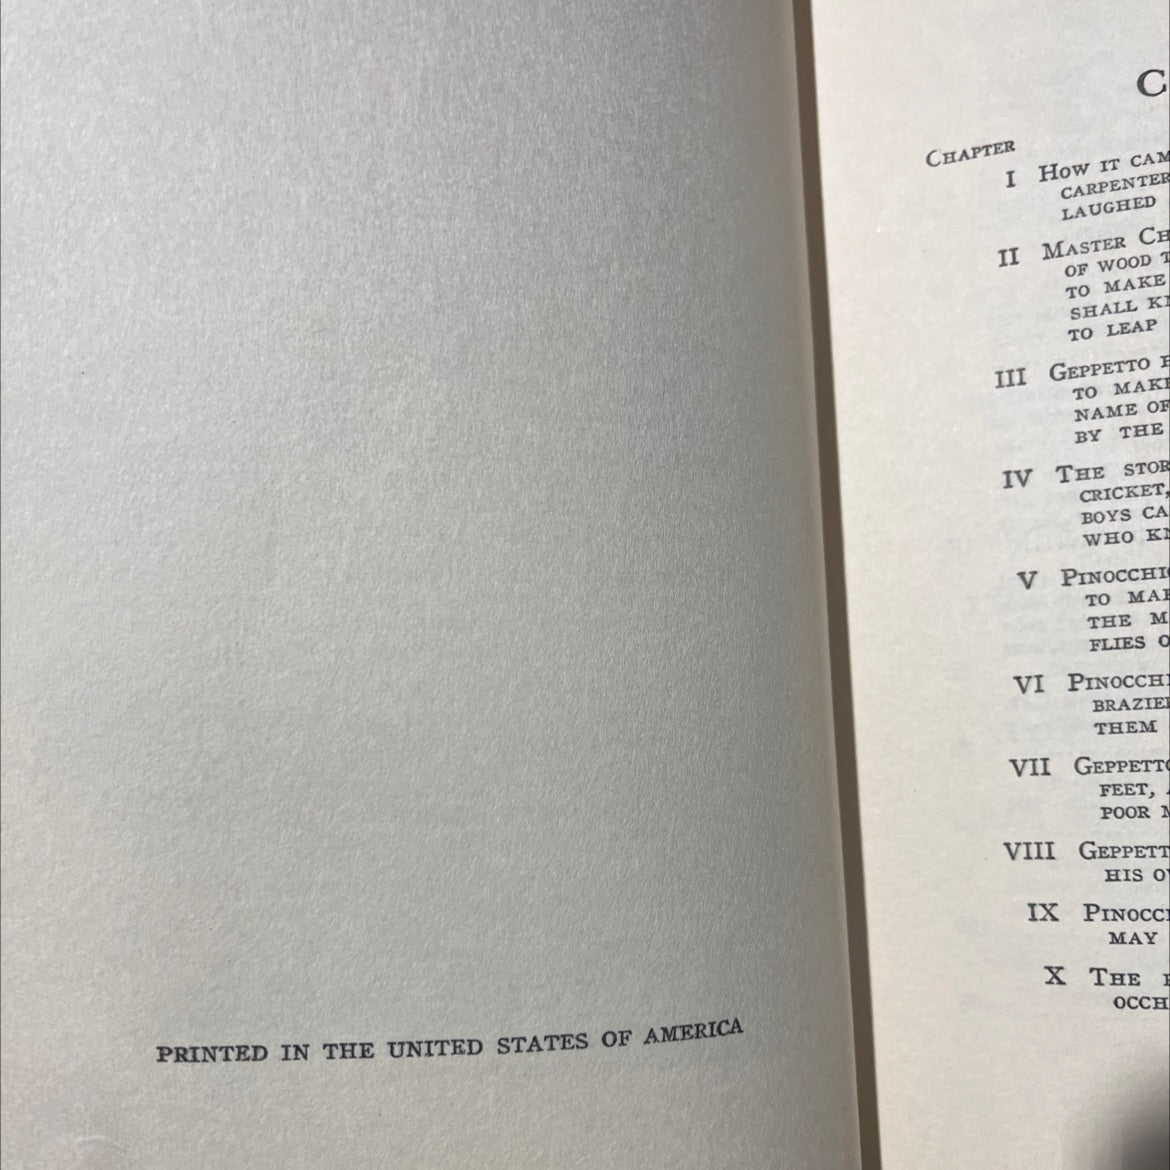 PRINTED IN THE UNITED STATES OF AMERICA
CHAPTER
I HOW IT
CARPENTER
LAUGHED
II MASTER
OF WOOD
TO MAKE
SHALL
TO LEAP
III GEPPETTO
TO
NAME OF
BY THE
IV THE
CRICKET,
BOYS
WHO
V
TO
THE
FLIES
VI
THEM
VII
FEET,
POOR
VIII
HIS
IX
MAY
X THE